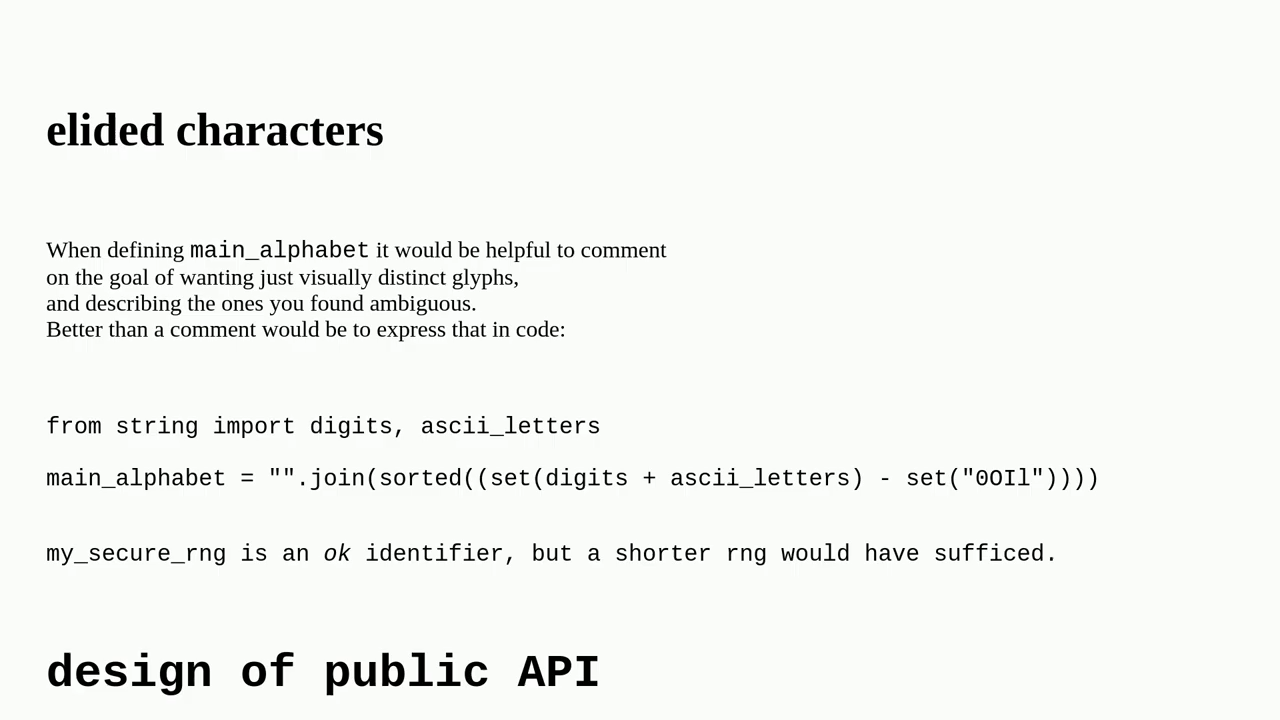 elided characters
When defining main_alphabet it would be helpful to comment
on the goal of wanting just visually distinct glyphs,
and describing the ones you found ambiguous.
Better than a comment would be to express that in code:
from string import digits, ascii_letters
main_alphabet = "".join(sorted((set(digits + ascii_letters) - set("0OIl"))))
my_secure_rng is an ok identifier, but a shorter rng would have sufficed.
design of public API